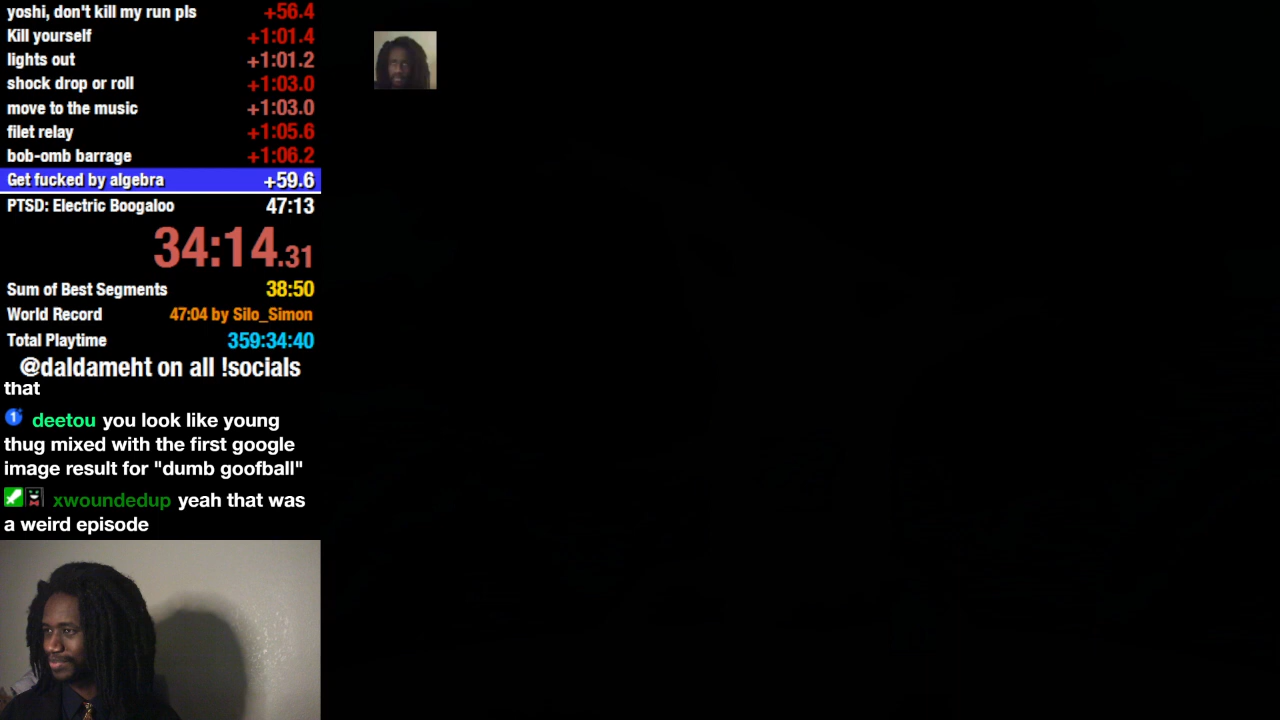 yoshi, don't kill my run pls +56.4
Kill yourself +1:01.4
lights out +1:01.2
shock drop or roll +1:03.0
move to the music +1:03.0
filet relay +1:05.6
bob-omb barrage +1:06.2
Get fucked by algebra +59.6
PTSD: Electric Boogaloo 47:13
34:14.31
Sum of Best Segments 38:50
World Record 47:04 by Silo_Simon
Total Playtime 359:34:40
@daldameht on all !socials
that
1 deetou you look like young
thug mixed with the first google
image result for "dumb goofball"
xwoundedup yeah that was
a weird episode